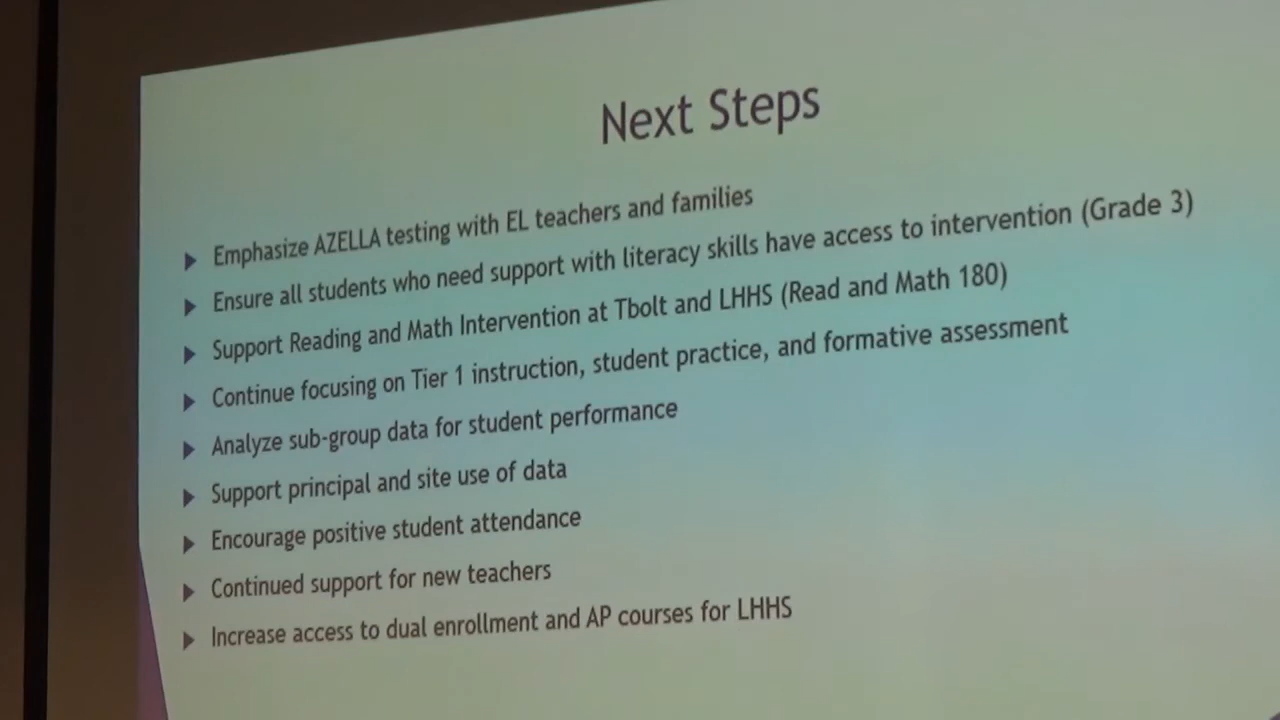 Next Steps
Emphasize AZELLA testing with EL teachers and families
Ensure all students who need support with literacy skills have access to intervention (Grade 3)
Support Reading and Math Intervention at Tbolt and LHHS (Read and Math 180)
Continue focusing on Tier 1 instruction, student practice, and formative assessment
Analyze sub-group data for student performance
Support principal and site use of data
Encourage positive student attendance
Continued support for new teachers
Increase access to dual enrollment and AP courses for LHHS